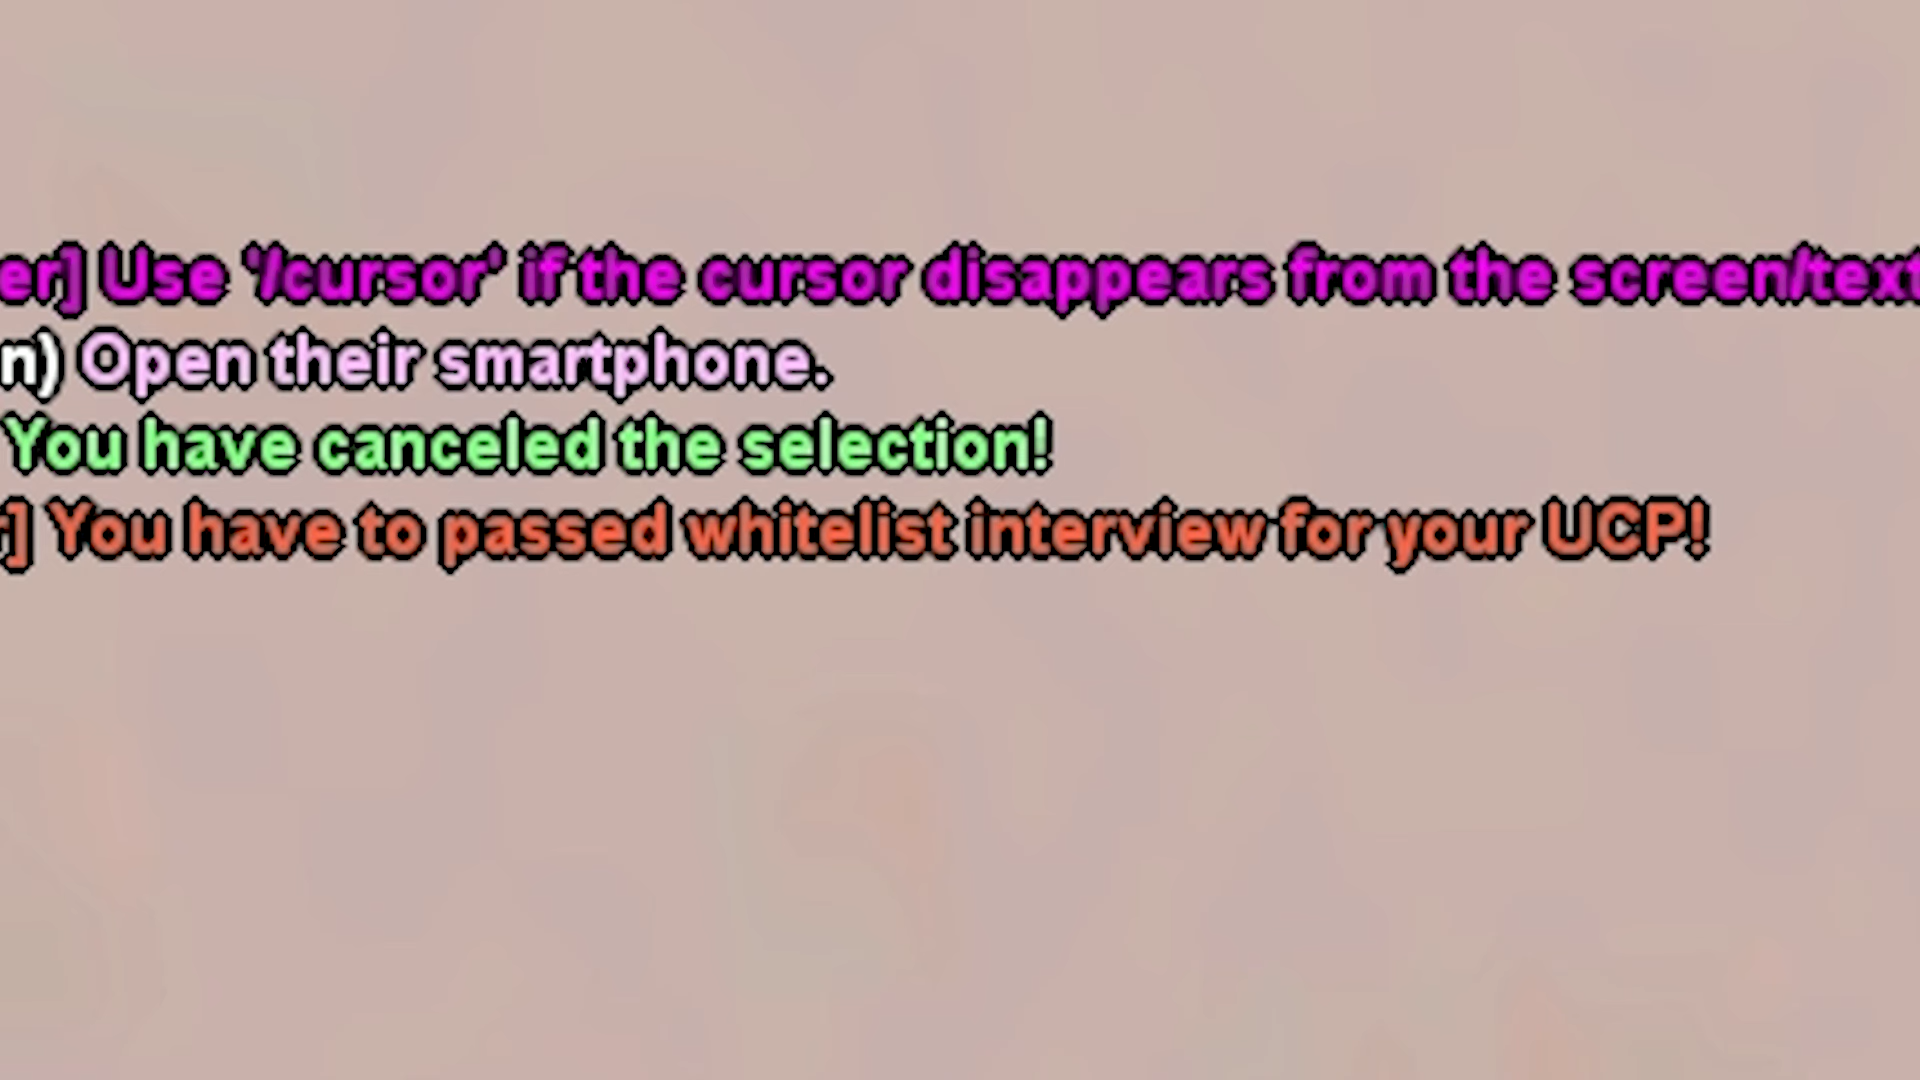 er] Use '/cursor' if the cursor disappears from the screen/text
n) Open their smartphone.
You have canceled the selection!
r] You have to passed whitelist interview for your UCP!